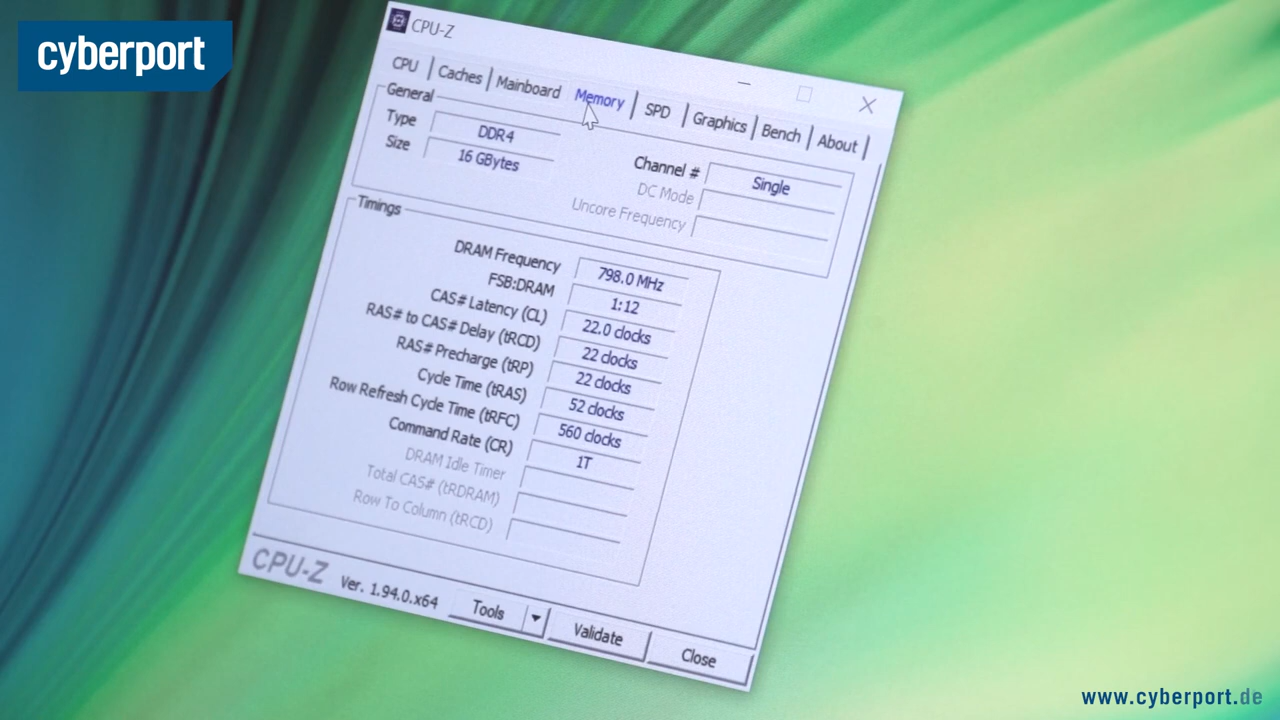 cyberport
CPU-Z
CPU Caches Mainboard Memory SPD Graphics Bench About
General
Type DDR4
Size 16 GBytes
Channel # Single
DC Mode
Uncore Frequency
Timings
DRAM Frequency 798.0 MHz
FSB:DRAM 1:12
CAS# Latency (CL) 22.0 clocks
RAS# to CAS# Delay (tRCD) 22 clocks
RAS# Precharge (tRP) 22 clocks
Cycle Time (tRAS) 52 clocks
Row Refresh Cycle Time (tRFC) 560 clocks
Command Rate (CR) 1T
DRAM Idle Timer
Total CAS# (tRDRAM)
Row To Column (tRCD)
CPU-Z Ver. 1.94.0.x64 Tools Validate Close
www.cyberport.de